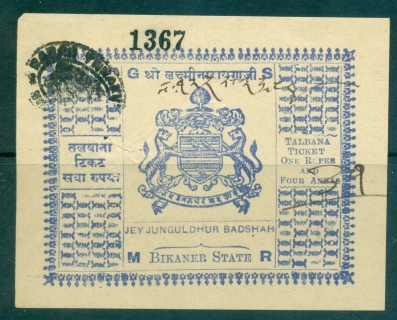 1367
G श्री लक्ष्मीनारायणजी S
तलबाना
टिकट
सवा रुपया
TALBANA
TICKET
ONE RUPEE
AND
FOUR ANNAS
JEY JUNGULDHUR BADSHAH
M BIKANER STATE R